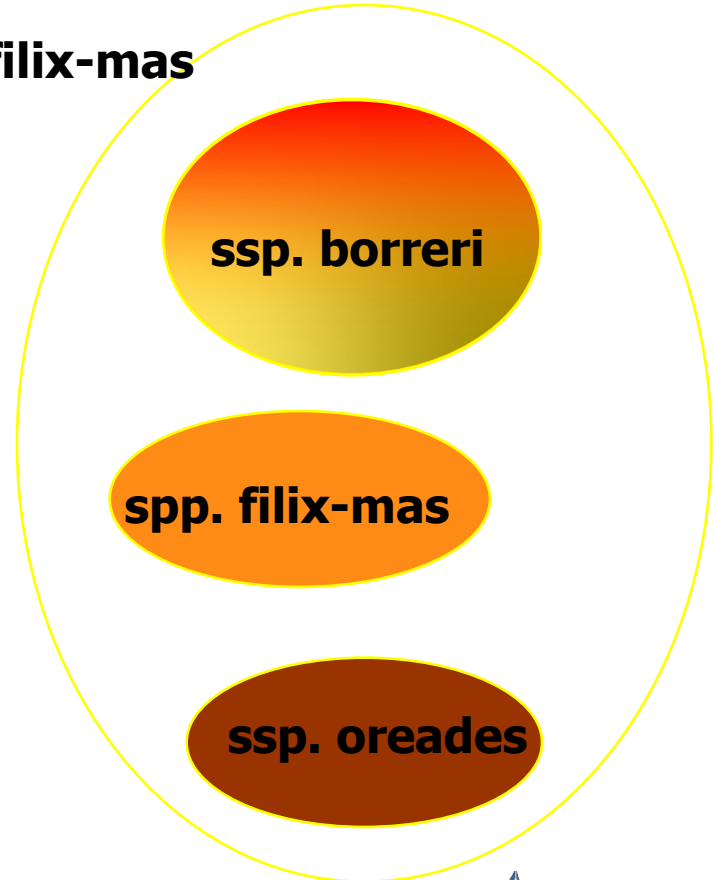 filix-mas
ssp. borreri
spp. filix-mas
ssp. oreades